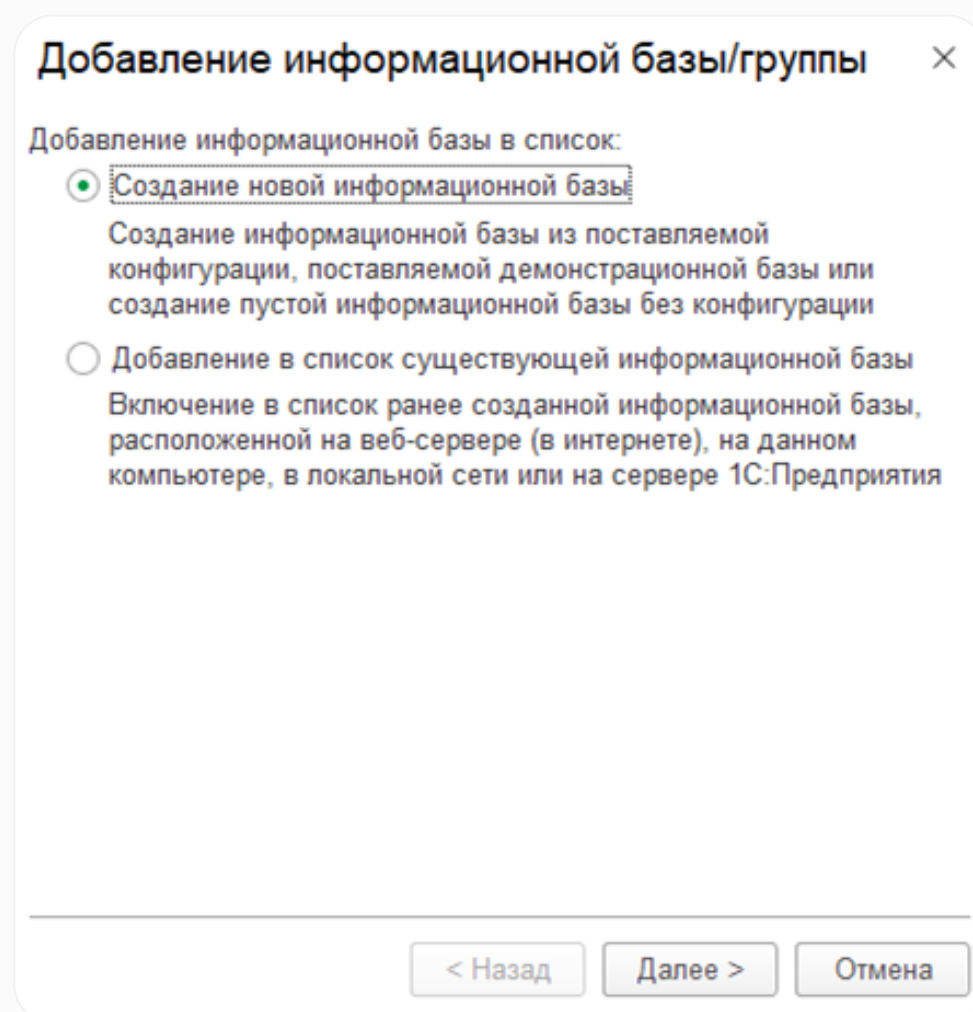 Добавление информационной базы/группы
Добавление информационной базы в список:
Создание новой информационной базы
Создание информационной базы из поставляемой
конфигурации, поставляемой демонстрационной базы или
создание пустой информационной базы без конфигурации
Добавление в список существующей информационной базы
Включение в список ранее созданной информационной базы,
расположенной на веб-сервере (в интернете), на данном
компьютере, в локальной сети или на сервере 1С:Предприятия
< Назад
Далее >
Отмена